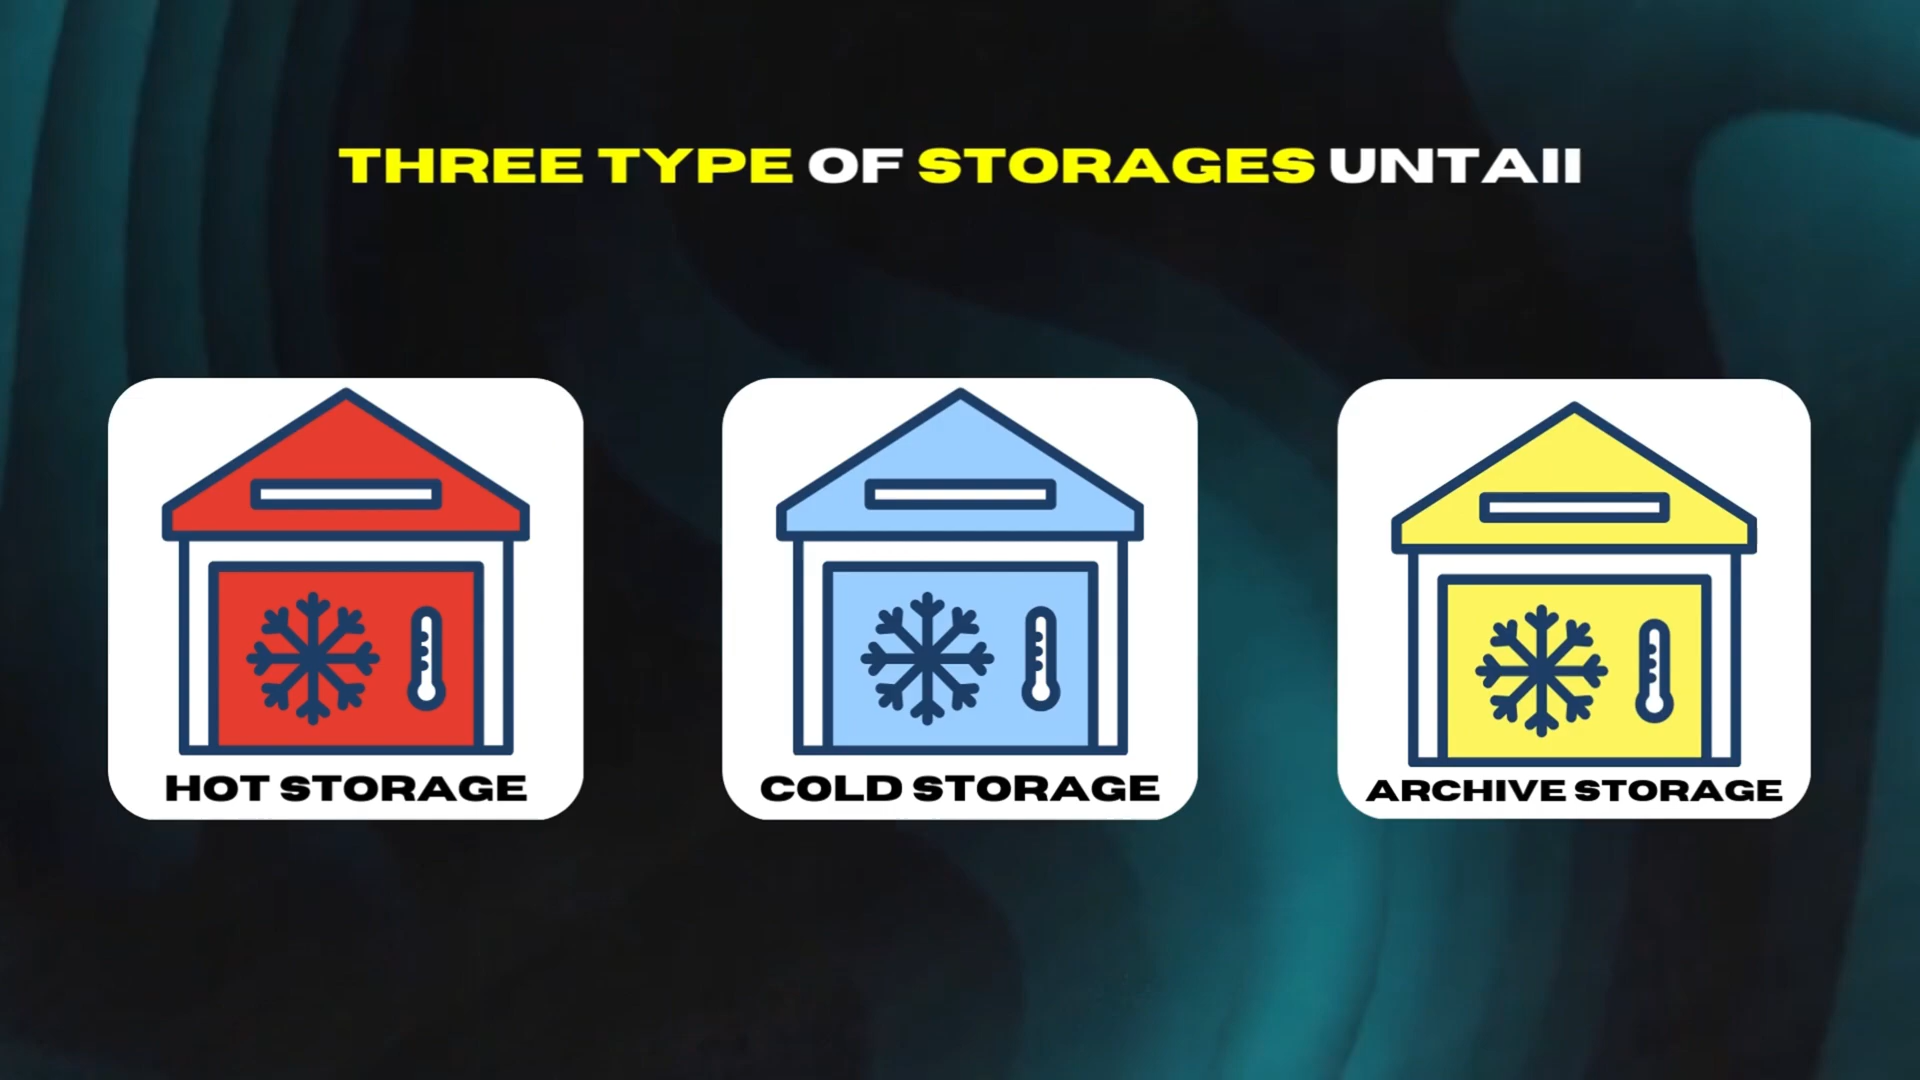 THREE TYPE OF STORAGES UNTAII
HOT STORAGE
COLD STORAGE
ARCHIVE STORAGE